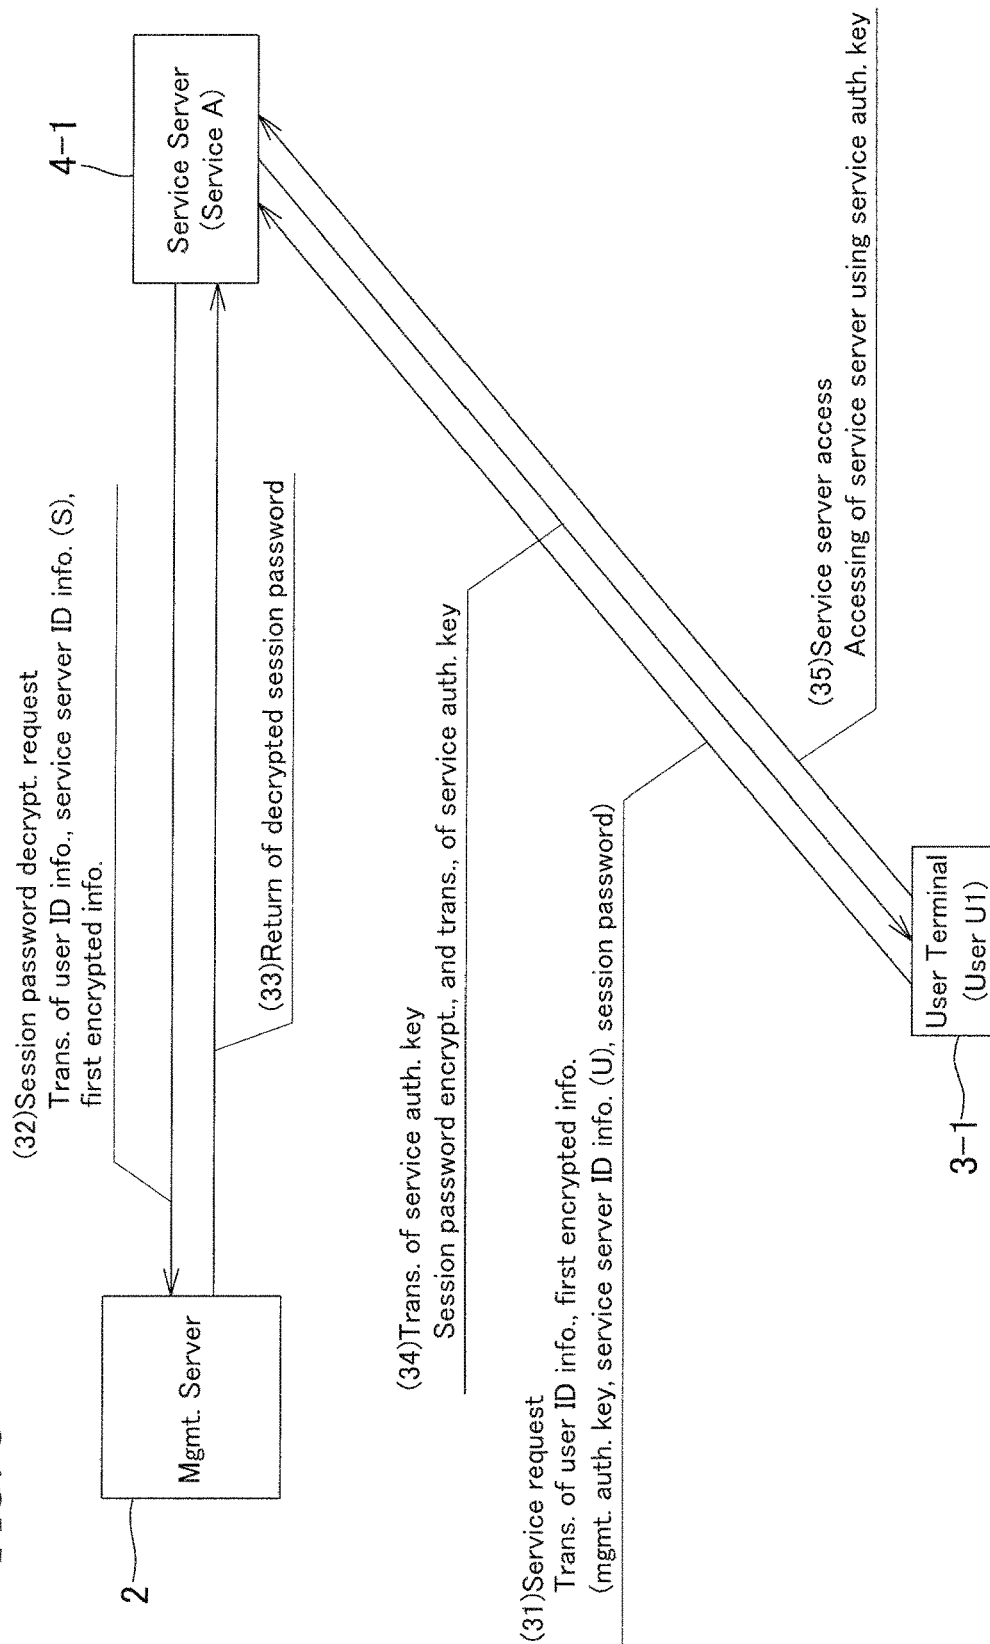 (32)Session password decrypt. request
Trans. of user ID info., service server ID info. (S),
first encrypted info.
4-1
Service Server
(Service A)
(33)Return of decrypted session password
Mgmt. Server
2
(34)Trans. of service auth. key
Session password encrypt., and trans., of service auth. key
(31)Service request
Trans. of user ID info., first encrypted info.
(mgmt. auth. key, service server ID info. (U), session password)
(35)Service server access
Accessing of service server using service auth. key
User Terminal
(User U1)
3-1